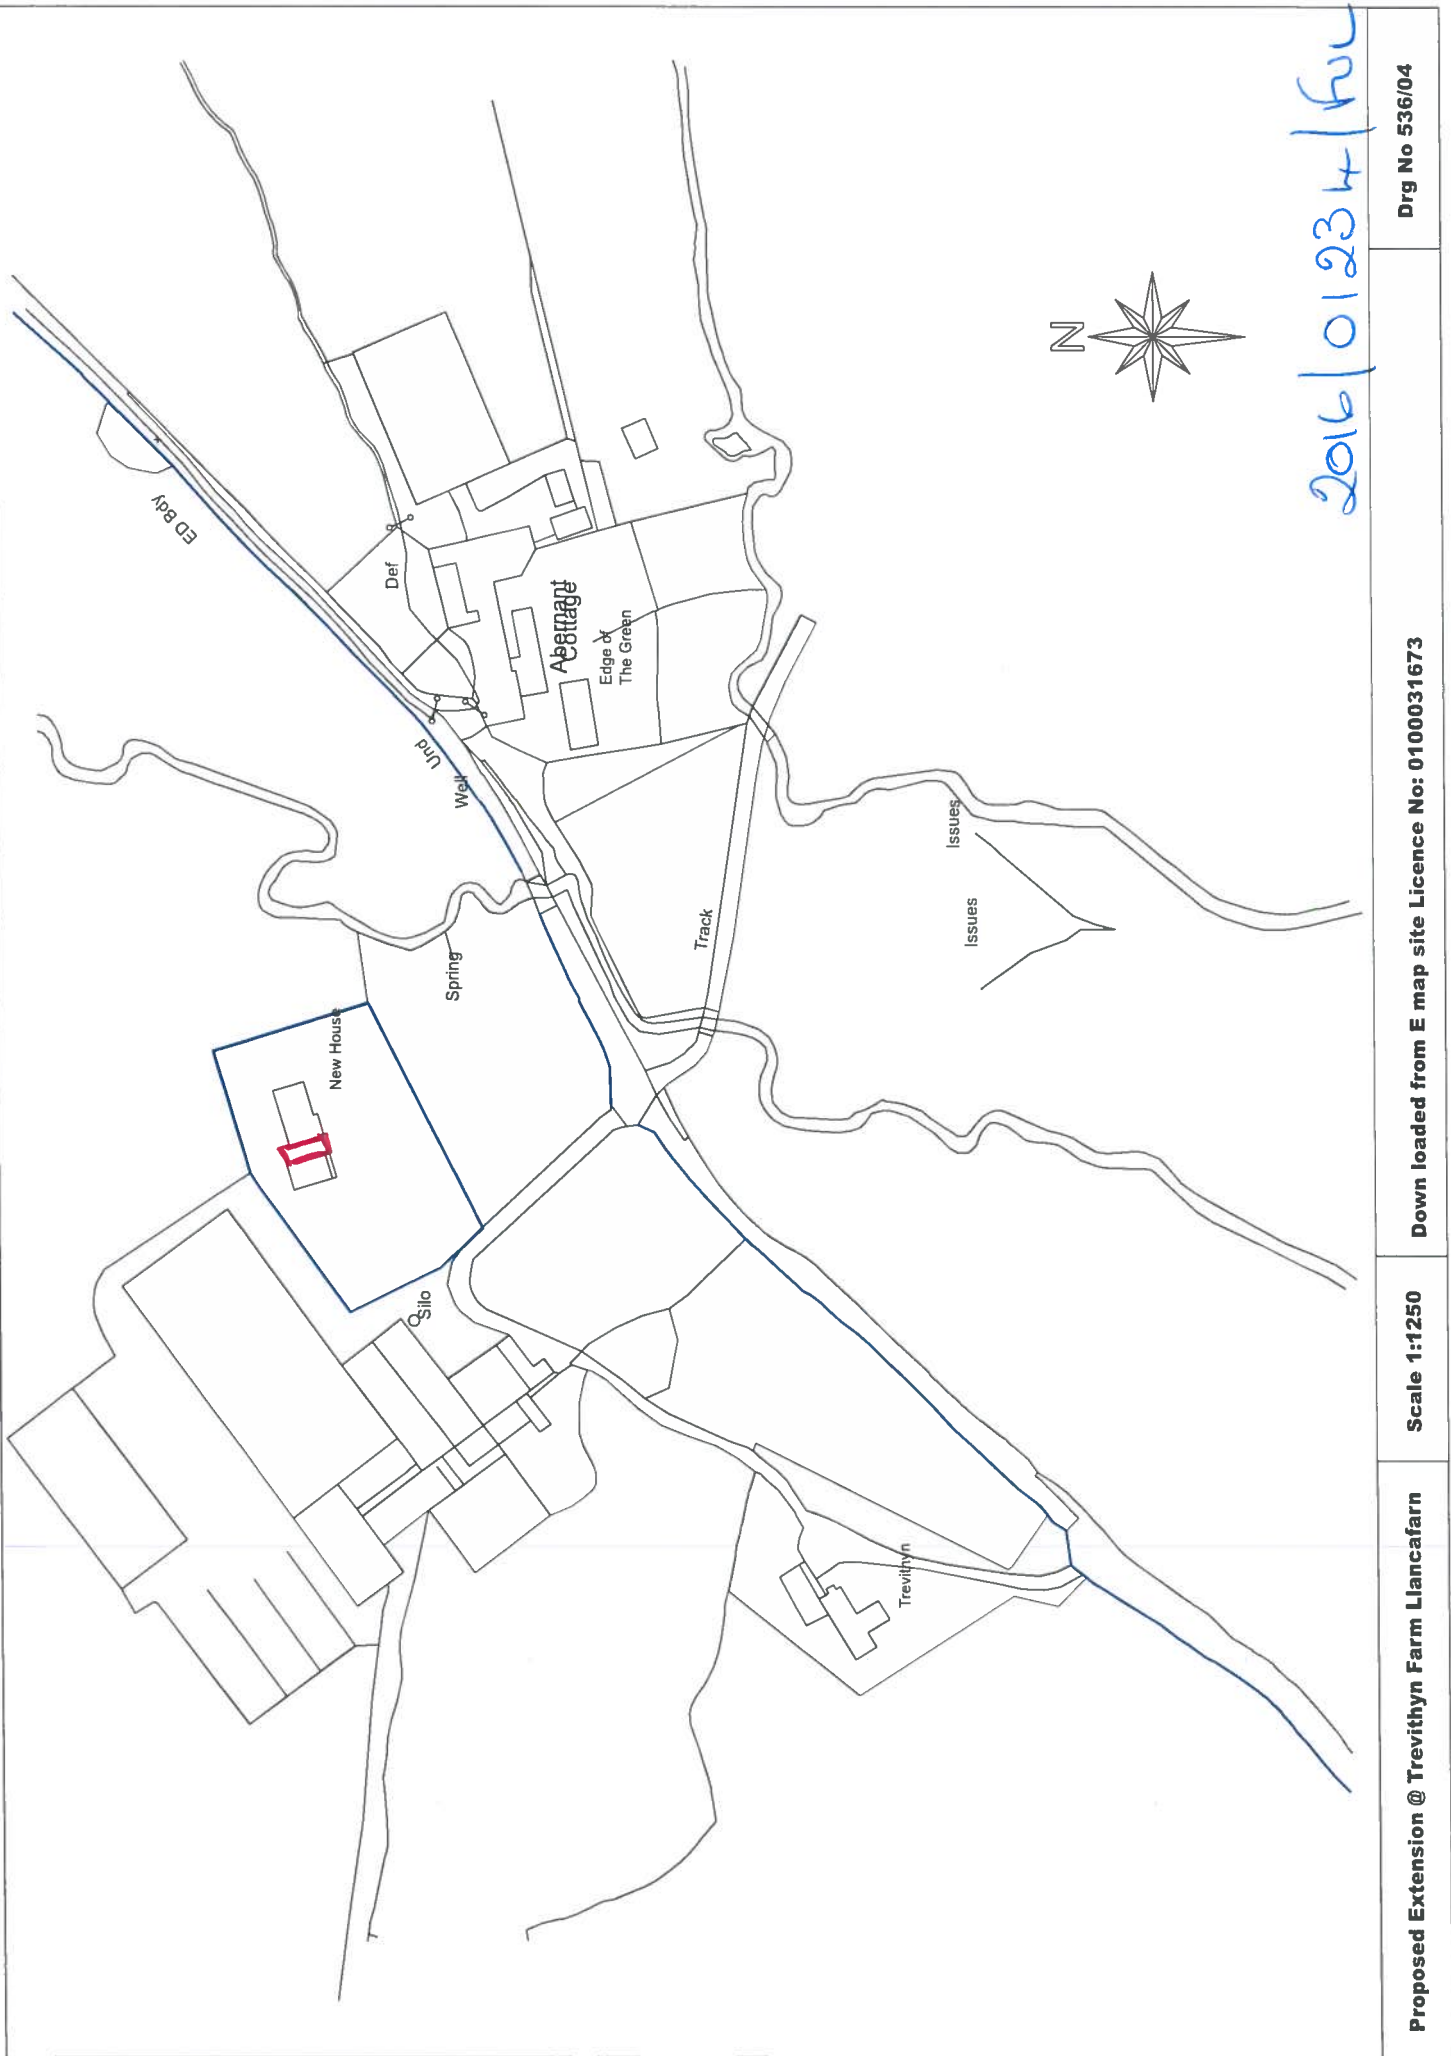 ED Bdy
Def
Und
Well
Abernant
Cottage
Edge of
The Green
Spring
New House
Silo
Track
Issues
Issues
Trevithyn
N
2016/01234/FUL
Proposed Extension @ Trevithyn Farm Llancafarn
Scale 1:1250
Down loaded from E map site Licence No: 0100031673
Drg No 536/04